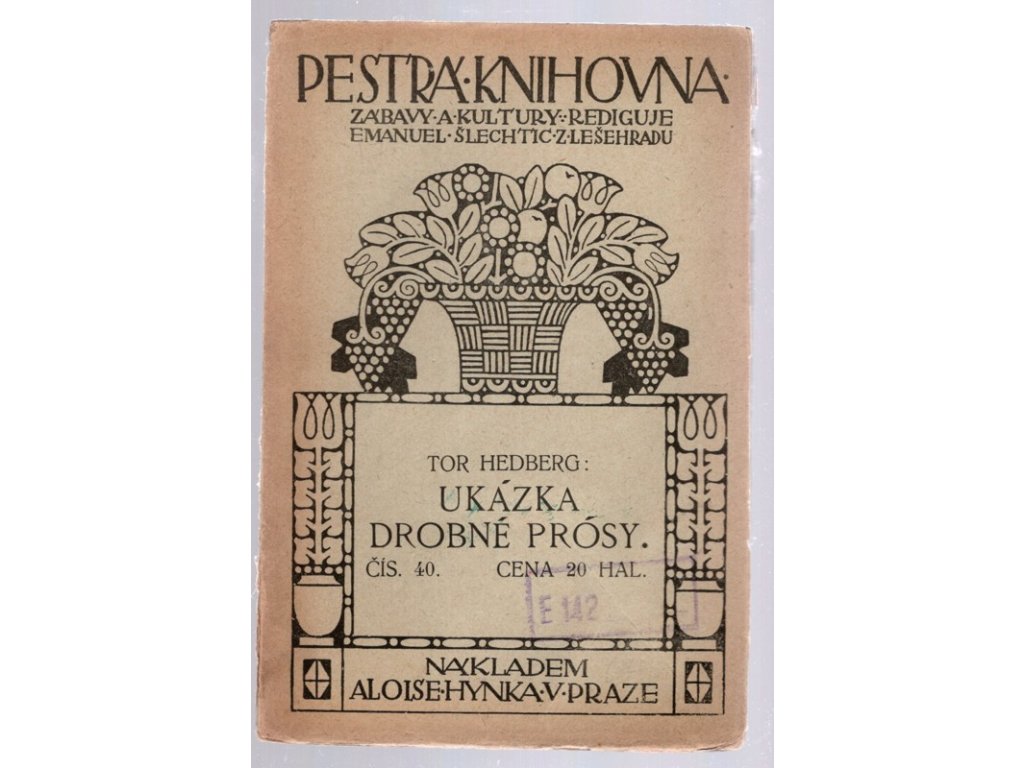 PESTRÁ·KNIHOVNA·
ZÁBAVY·A·KULTURY·:·REDIGUJE
EMANUEL·ŠLECHTIC·Z·LEŠEHRADU
TOR HEDBERG:
UKÁZKA
DROBNÉ PRÓSY.
ČÍS. 40. CENA 20 HAL.
E 142
NÁKLADEM
ALOISE·HYNKA·V·PRAZE